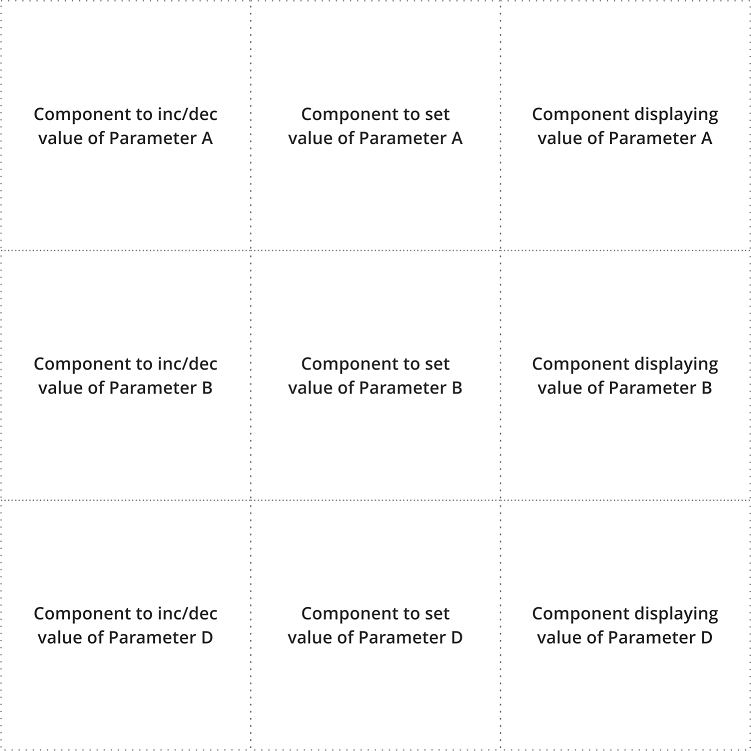 Component to inc/dec
value of Parameter A
Component to set
value of Parameter A
Component displaying
value of Parameter A
Component to inc/dec
value of Parameter B
Component to set
value of Parameter B
Component displaying
value of Parameter B
Component to inc/dec
value of Parameter D
Component to set
value of Parameter D
Component displaying
value of Parameter D